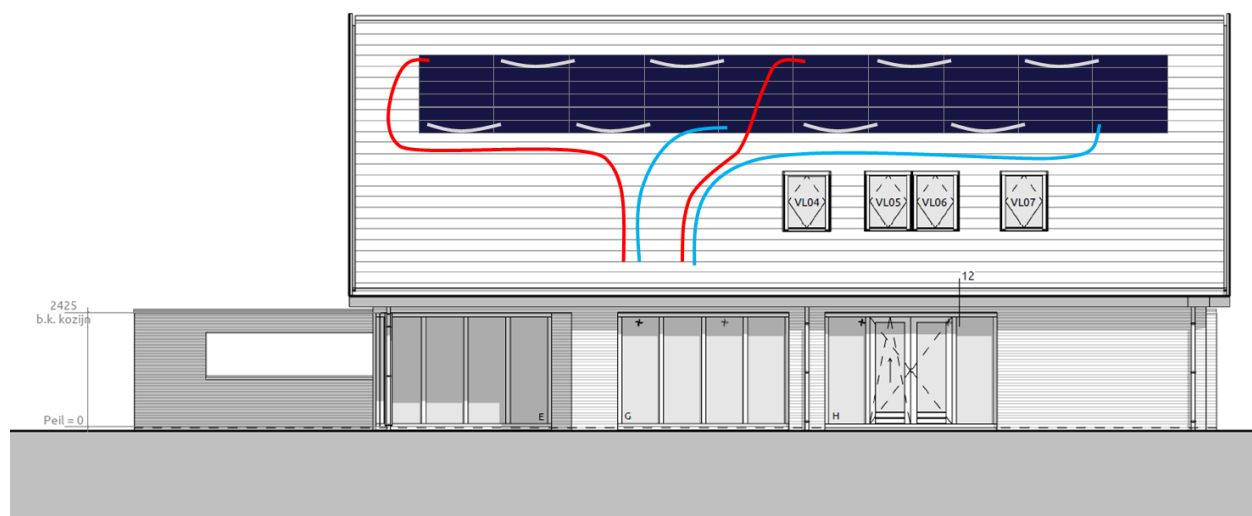 VL04
VL05
VL06
VL07
12
2425
b.k. kozijn
Peil = 0
E
G
H